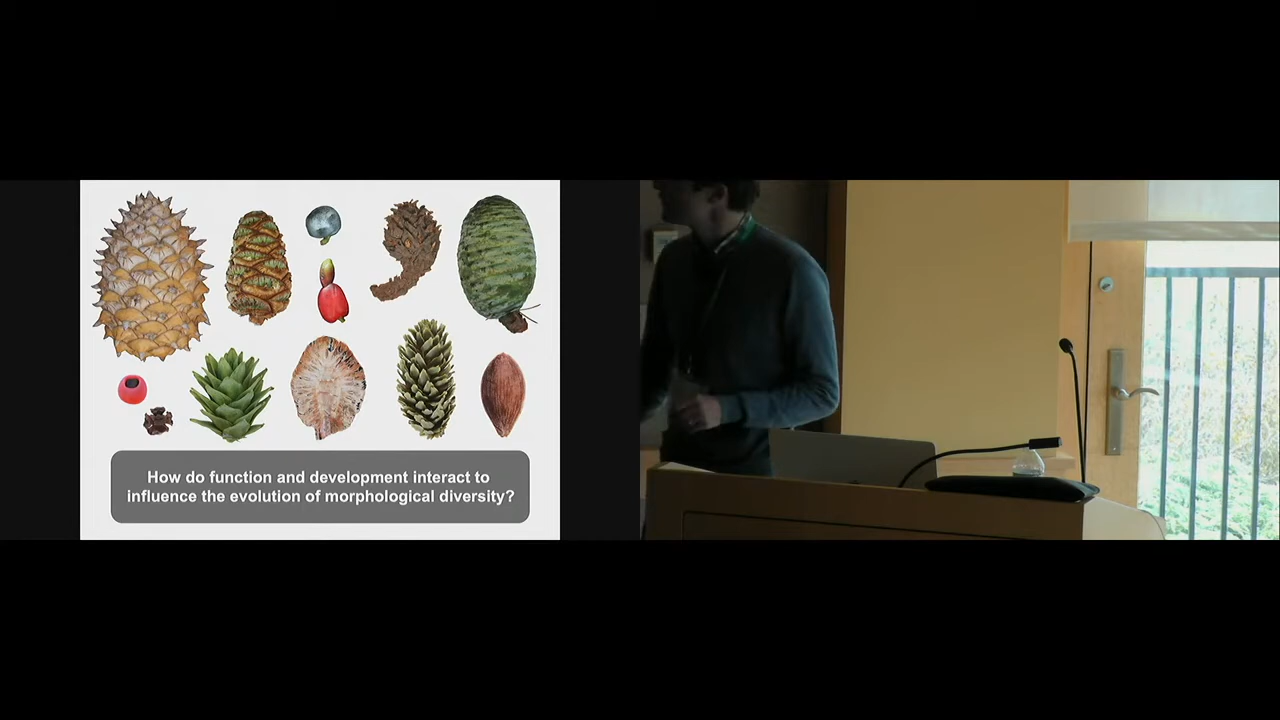 How do function and development interact to
influence the evolution of morphological diversity?